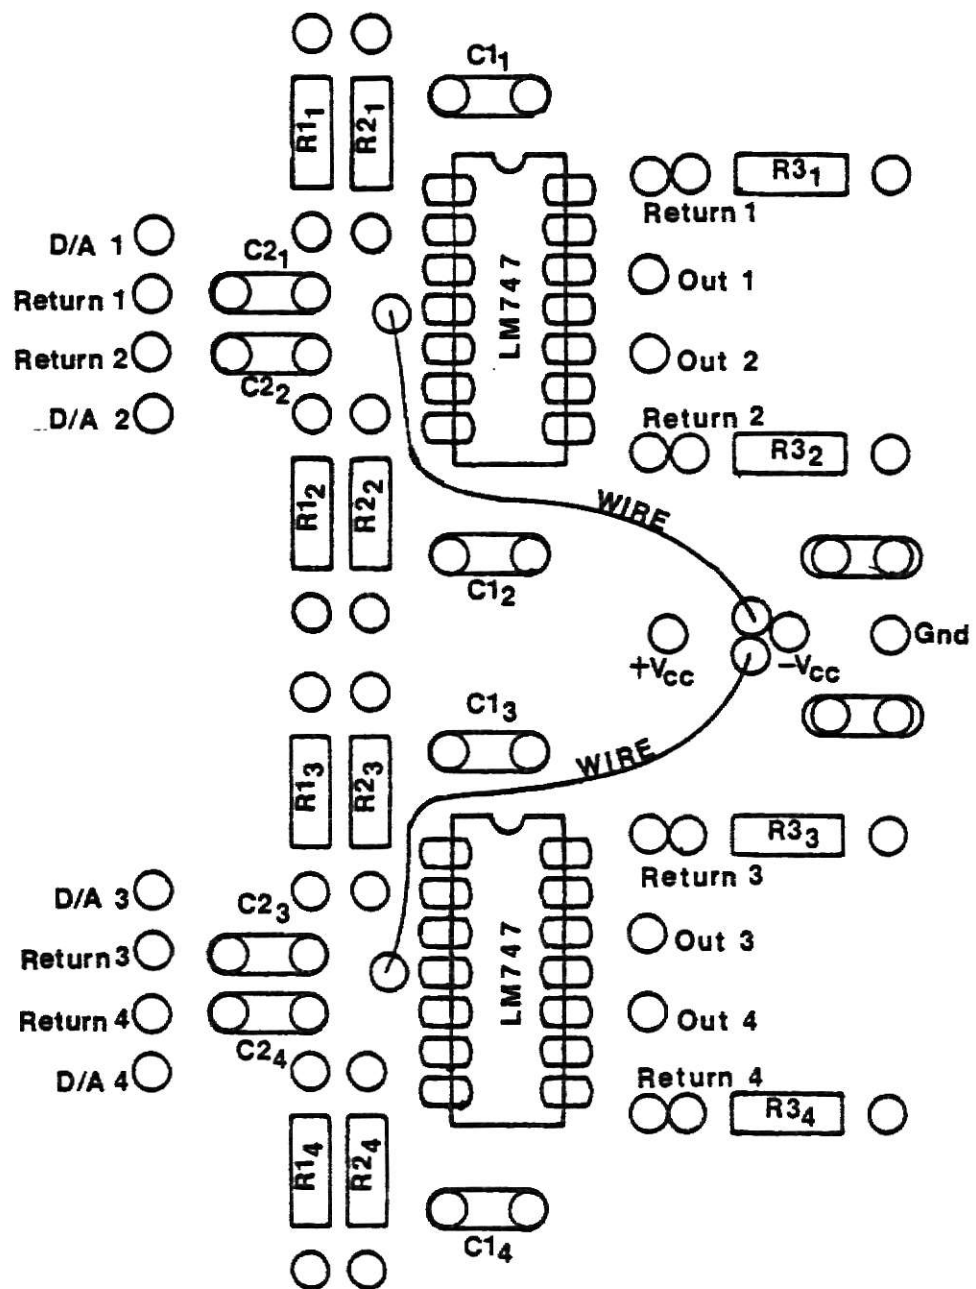 C1₁
R1₁
R2₁
R3₁
Return 1
D/A 1
C2₁
LM747
Return 1
Out 1
Return 2
C2₂
Out 2
D/A 2
Return 2
R3₂
R1₂
R2₂
WIRE
C1₂
+Vcc
−Vcc
Gnd
C1₃
WIRE
R1₃
R2₃
R3₃
Return 3
D/A 3
C2₃
LM747
Return 3
Out 3
Return 4
Out 4
C2₄
D/A 4
Return 4
R3₄
R1₄
R2₄
C1₄